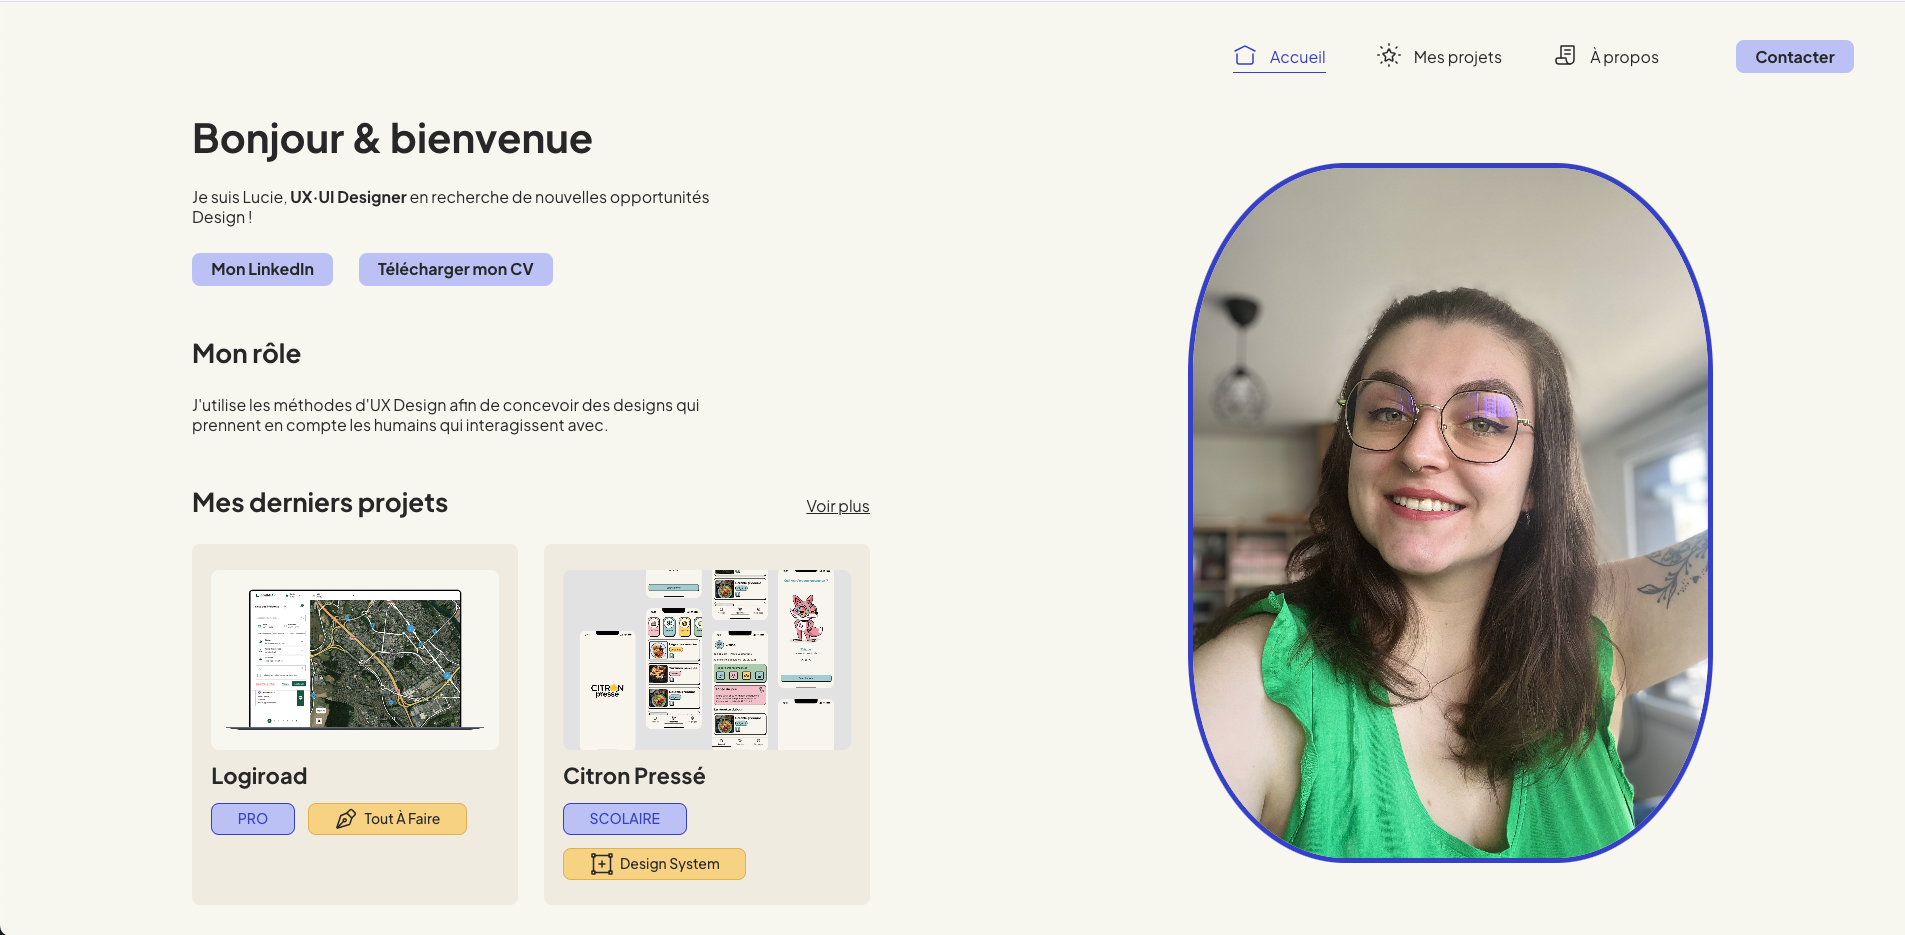 Accueil
Mes projets
À propos
Contacter
Bonjour & bienvenue
Je suis Lucie, UX·UI Designer en recherche de nouvelles opportunités
Design !
Mon LinkedIn
Télécharger mon CV
Mon rôle
J'utilise les méthodes d'UX Design afin de concevoir des designs qui
prennent en compte les humains qui interagissent avec.
Mes derniers projets
Voir plus
CITRON
pressé
Logiroad
PRO
Tout À Faire
Citron Pressé
SCOLAIRE
Design System